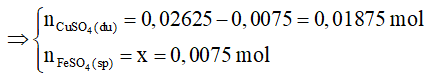 ⇒ { n_CuSO₄(du) = 0,02625 − 0,0075 = 0,01875 mol
n_FeSO₄(sp) = x = 0,0075 mol